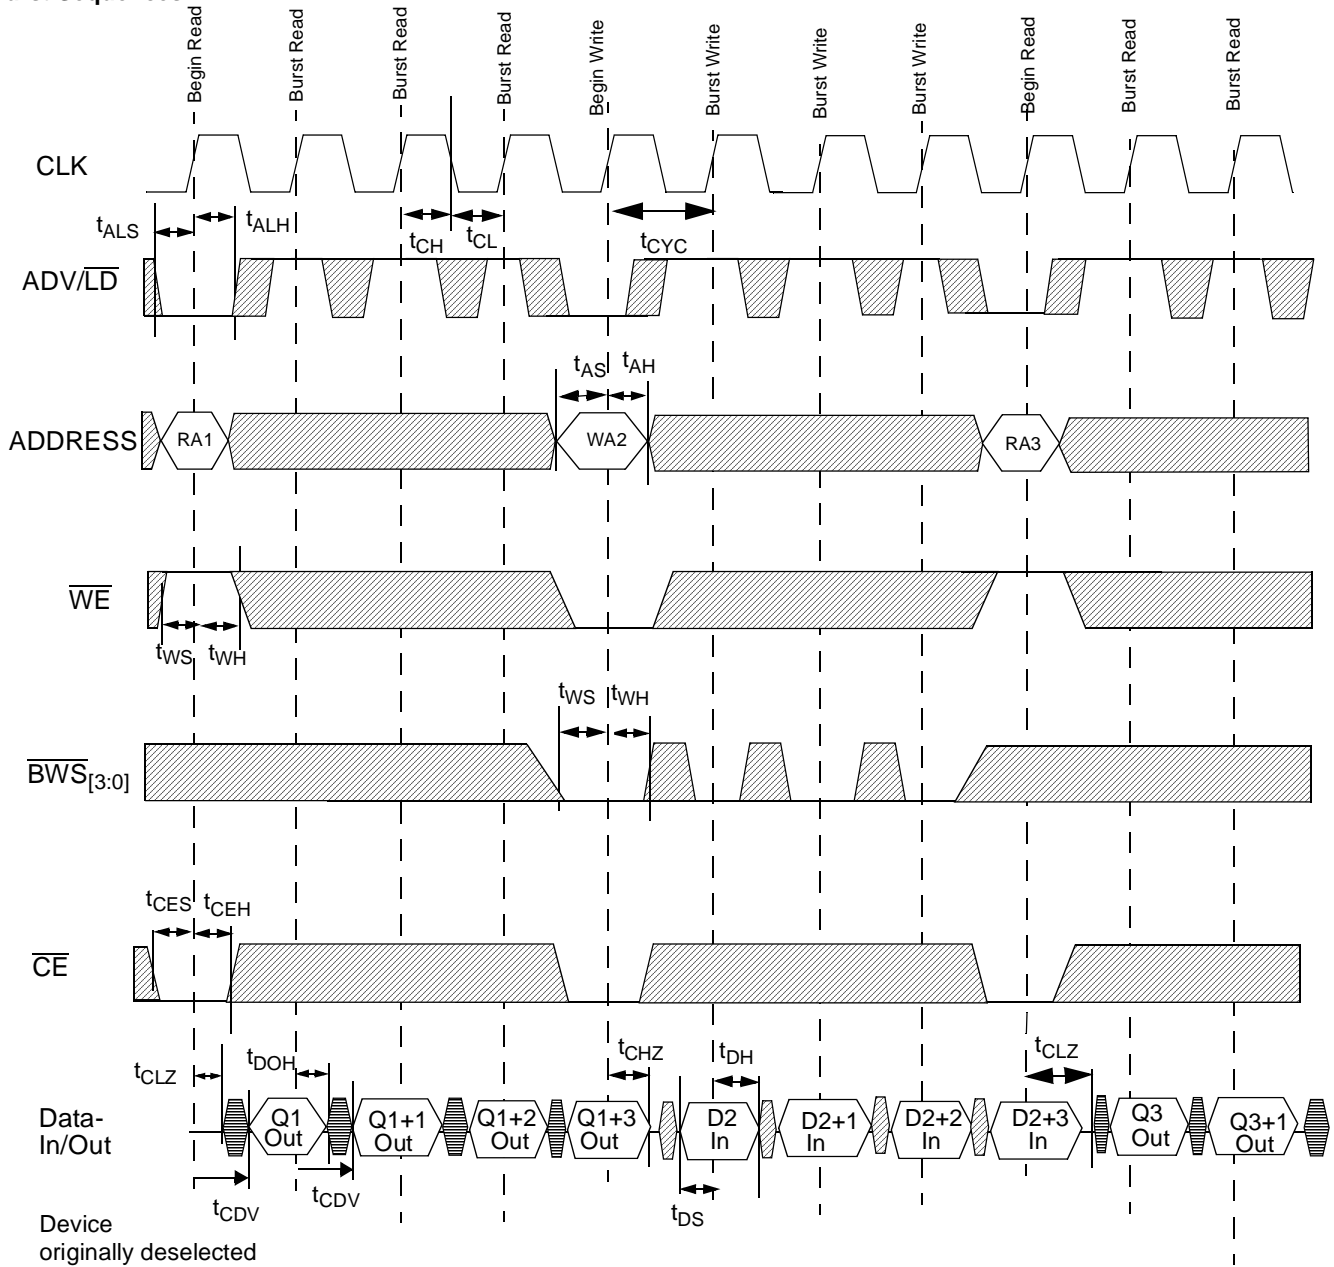 Begin Read
Burst Read
Burst Read
Burst Read
Begin Write
Burst Write
Burst Write
Burst Write
Begin Read
Burst Read
Burst Read
CLK
tALS
tALH
tCH
tCL
tCYC
ADV/LD
tAS
tAH
ADDRESS
RA1
WA2
RA3
WE
tWS
tWH
tWS
tWH
BWS[3:0]
tCES
tCEH
CE
tCLZ
tDOH
tCHZ
tDH
tCLZ
Data-
In/Out
Q1
Out
Q1+1
Out
Q1+2
Out
Q1+3
Out
D2
In
D2+1
In
D2+2
In
D2+3
In
Q3
Out
Q3+1
Out
tCDV
tCDV
tDS
Device
originally deselected